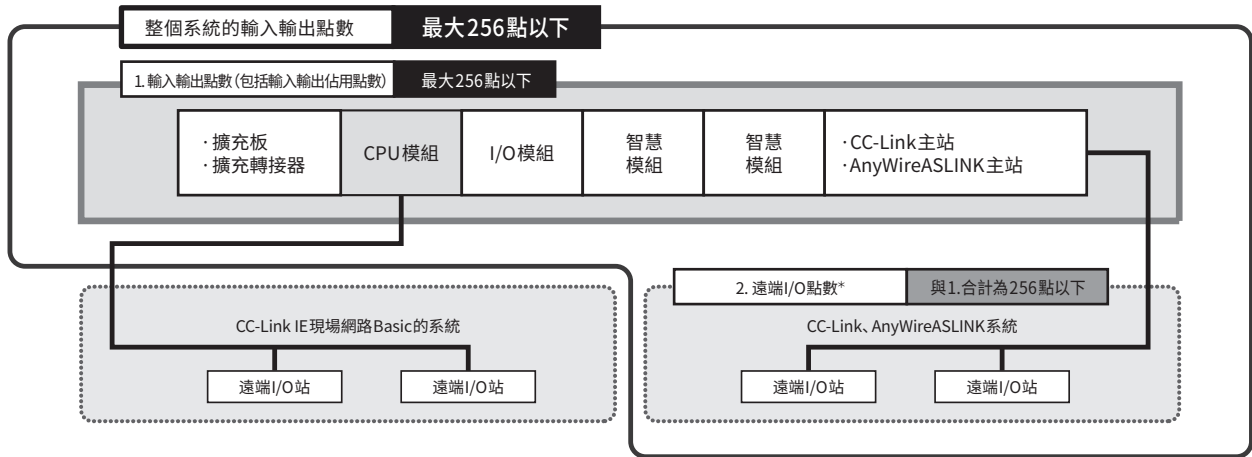 整個系統的輸入輸出點數
最大256點以下
1.輸入輸出點數(包括輸入輸出佔用點數)
最大256點以下
·擴充板
·擴充轉接器
CPU模組
I/O模組
智慧
模組
智慧
模組
·CC-Link主站
·AnyWireASLINK主站
2. 遠端I/O點數*
與1.合計為256點以下
CC-Link IE現場網路Basic的系統
CC-Link、AnyWireASLINK系統
遠端I/O站
遠端I/O站
遠端I/O站
遠端I/O站